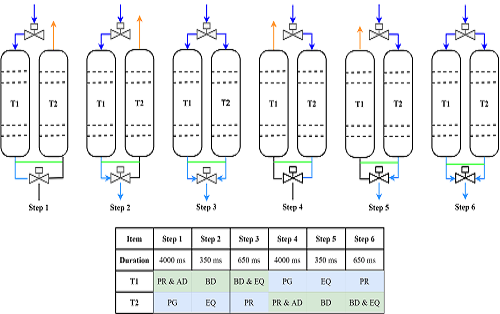 T1 T2 T1 T2 T1 T2 T1 T2 T1 T2 T1 T2
Step 1 Step 2 Step 3 Step 4 Step 5 Step 6
Item Step 1 Step 2 Step 3 Step 4 Step 5 Step 6
Duration 4000 ms 350 ms 650 ms 4000 ms 350 ms 650 ms
T1 PR & AD BD BD & EQ PG EQ PR
T2 PG EQ PR PR & AD BD BD & EQ